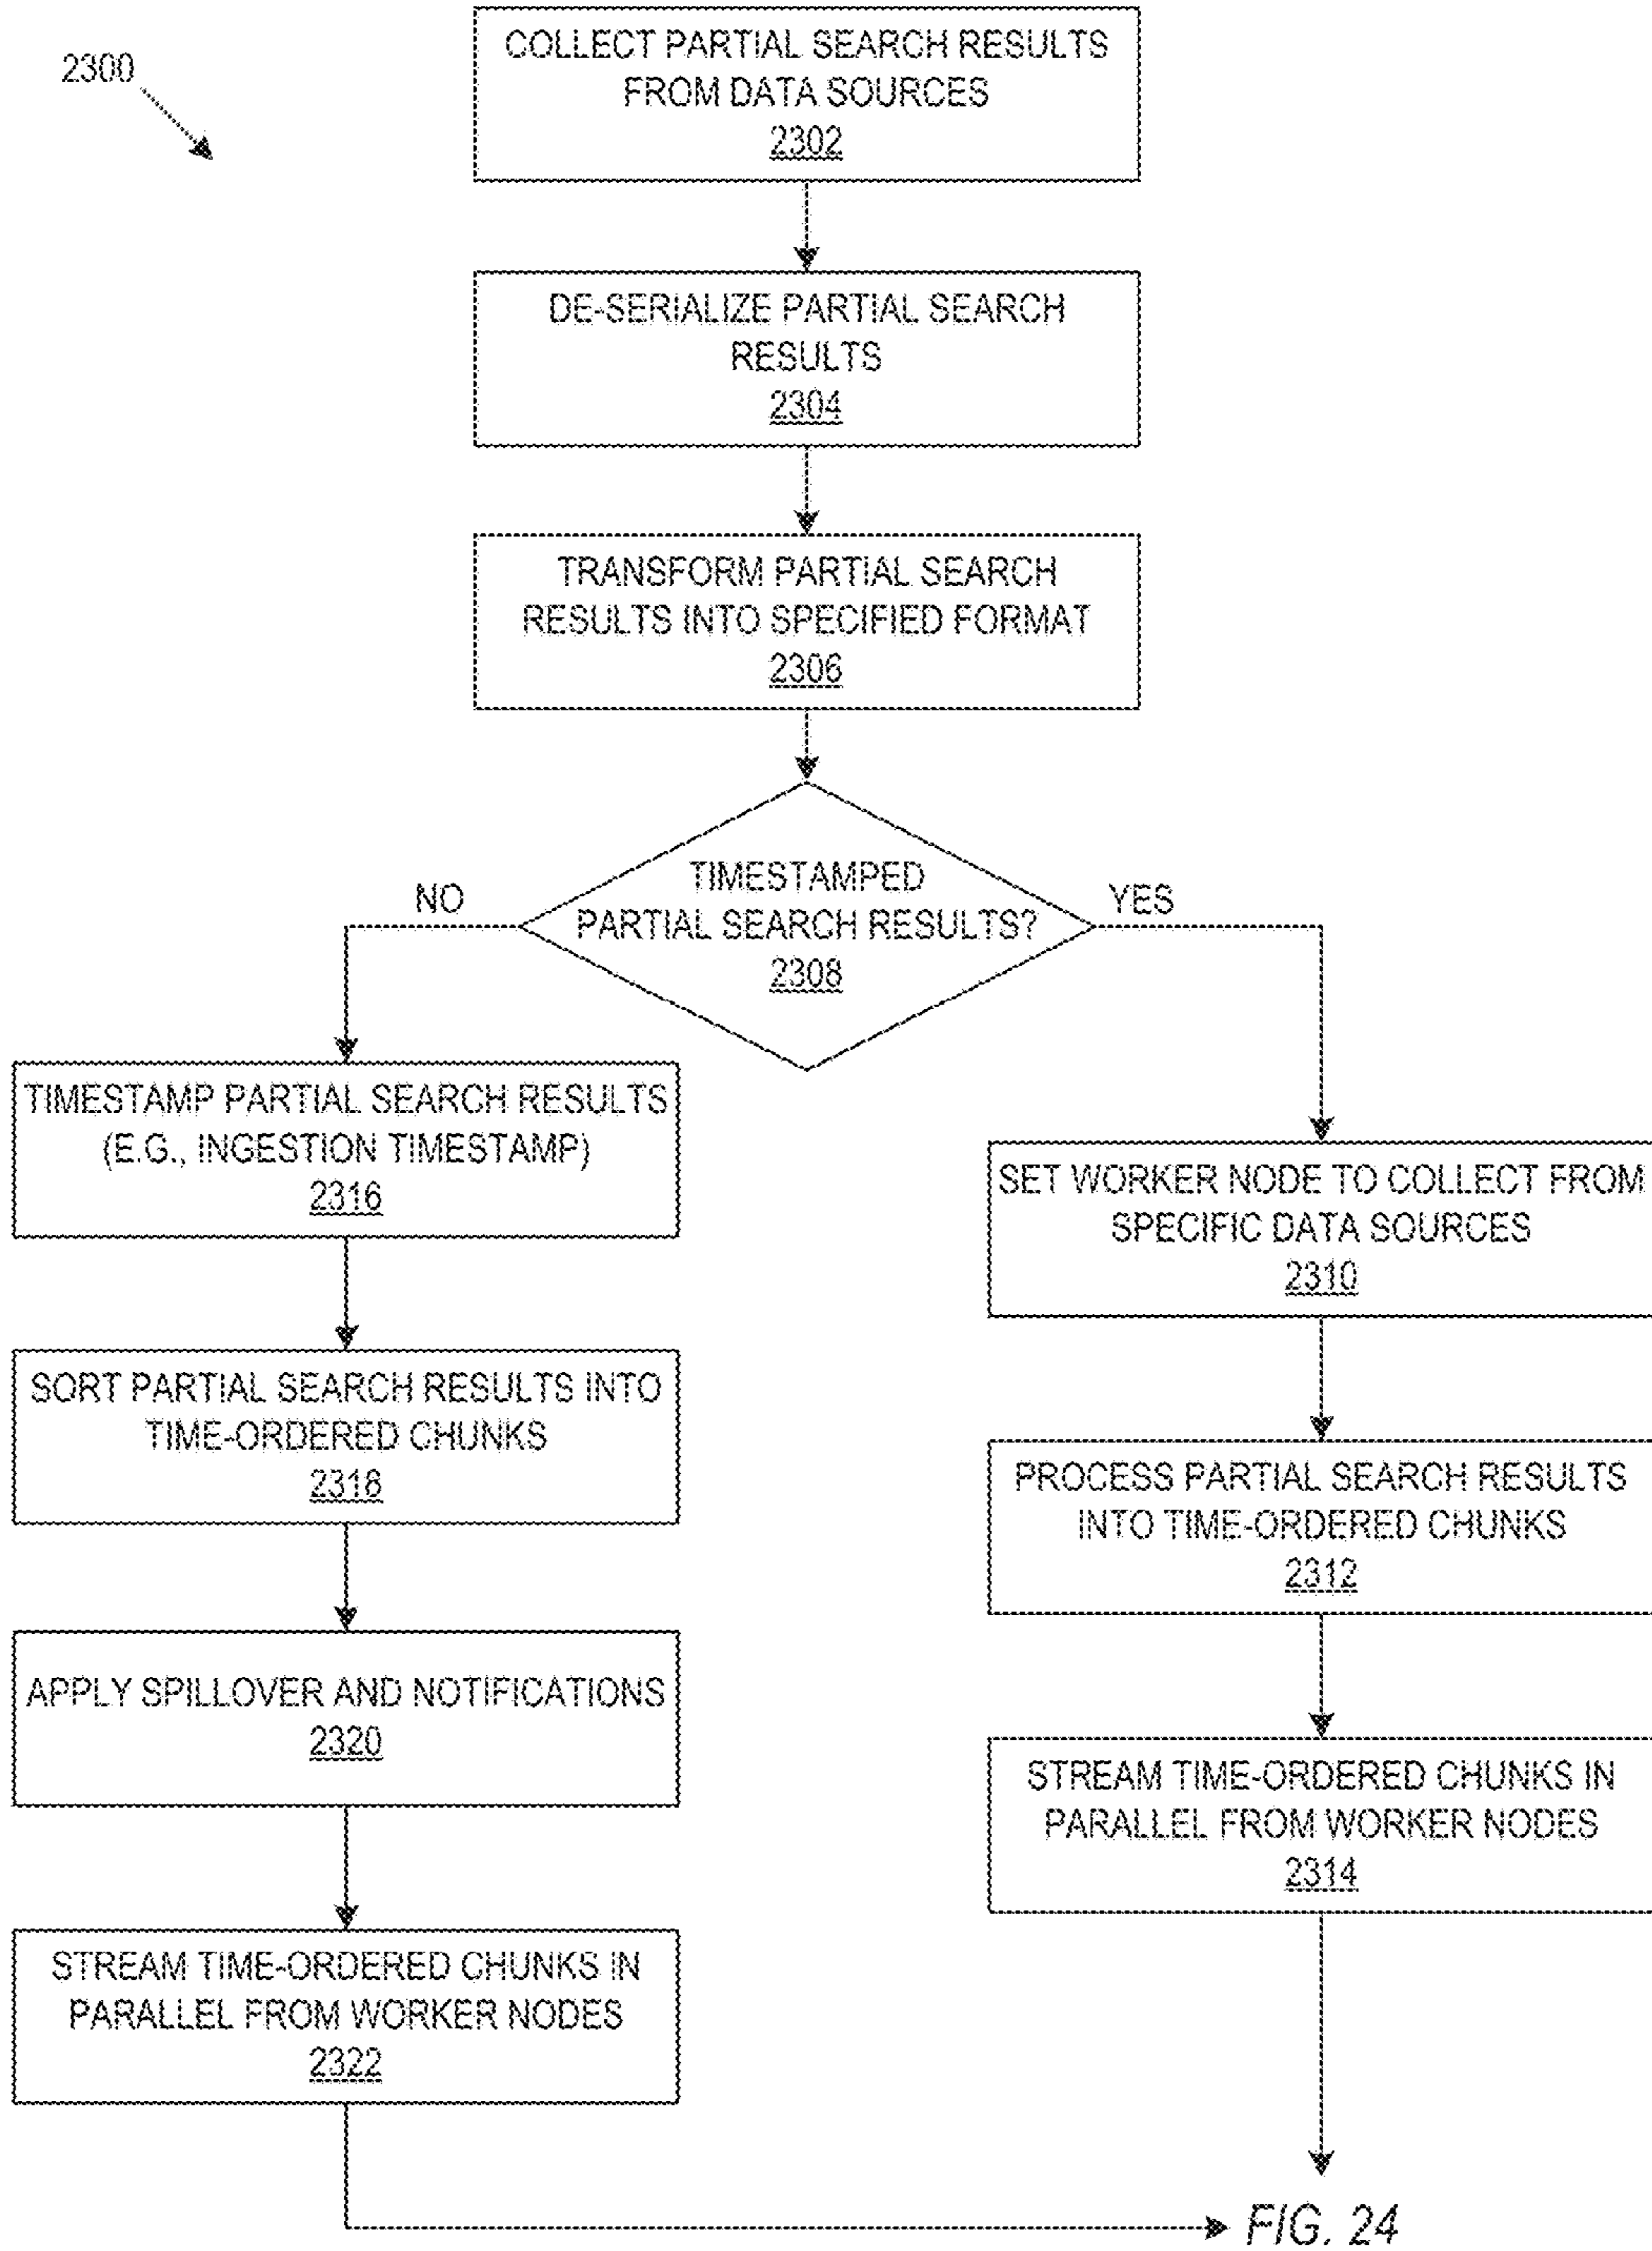 2300
COLLECT PARTIAL SEARCH RESULTS
FROM DATA SOURCES
2302
DE-SERIALIZE PARTIAL SEARCH
RESULTS
2304
TRANSFORM PARTIAL SEARCH
RESULTS INTO SPECIFIED FORMAT
2306
TIMESTAMPED
PARTIAL SEARCH RESULTS?
2308
NO
YES
TIMESTAMP PARTIAL SEARCH RESULTS
(E.G., INGESTION TIMESTAMP)
2316
SORT PARTIAL SEARCH RESULTS INTO
TIME-ORDERED CHUNKS
2318
APPLY SPILLOVER AND NOTIFICATIONS
2320
STREAM TIME-ORDERED CHUNKS IN
PARALLEL FROM WORKER NODES
2322
SET WORKER NODE TO COLLECT FROM
SPECIFIC DATA SOURCES
2310
PROCESS PARTIAL SEARCH RESULTS
INTO TIME-ORDERED CHUNKS
2312
STREAM TIME-ORDERED CHUNKS IN
PARALLEL FROM WORKER NODES
2314
FIG. 24